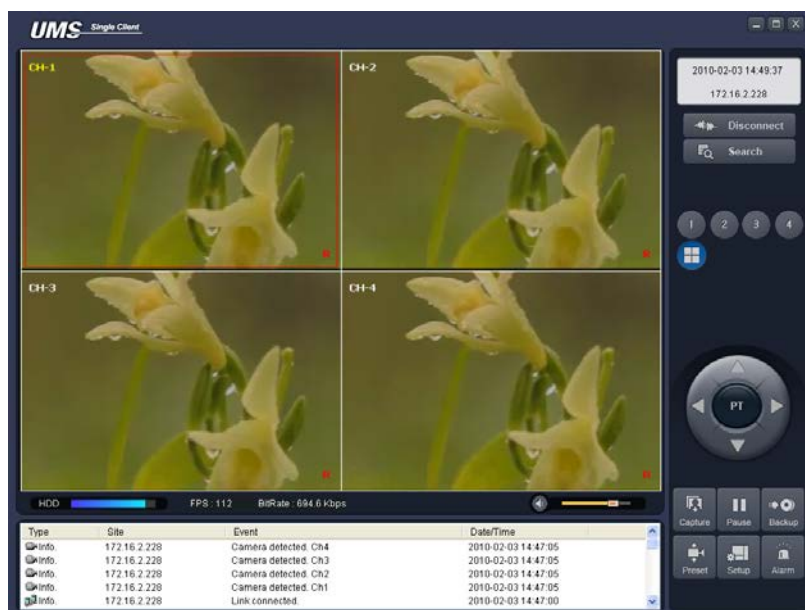 UMS Single Client
CH-1
CH-2
R
R
CH-3
CH-4
R
R
2010-02-03 14:49:37
172.16.2.228
Disconnect
Search
1 2 3 4
PT
HDD FPS : 112 BitRate : 694.6 Kbps
Capture Pause Backup
Preset Setup Alarm
Type Site Event Date/Time
Info. 172.16.2.228 Camera detected. Ch4 2010-02-03 14:47:05
Info. 172.16.2.228 Camera detected. Ch3 2010-02-03 14:47:05
Info. 172.16.2.228 Camera detected. Ch2 2010-02-03 14:47:05
Info. 172.16.2.228 Camera detected. Ch1 2010-02-03 14:47:05
Info. 172.16.2.228 Link connected. 2010-02-03 14:47:00